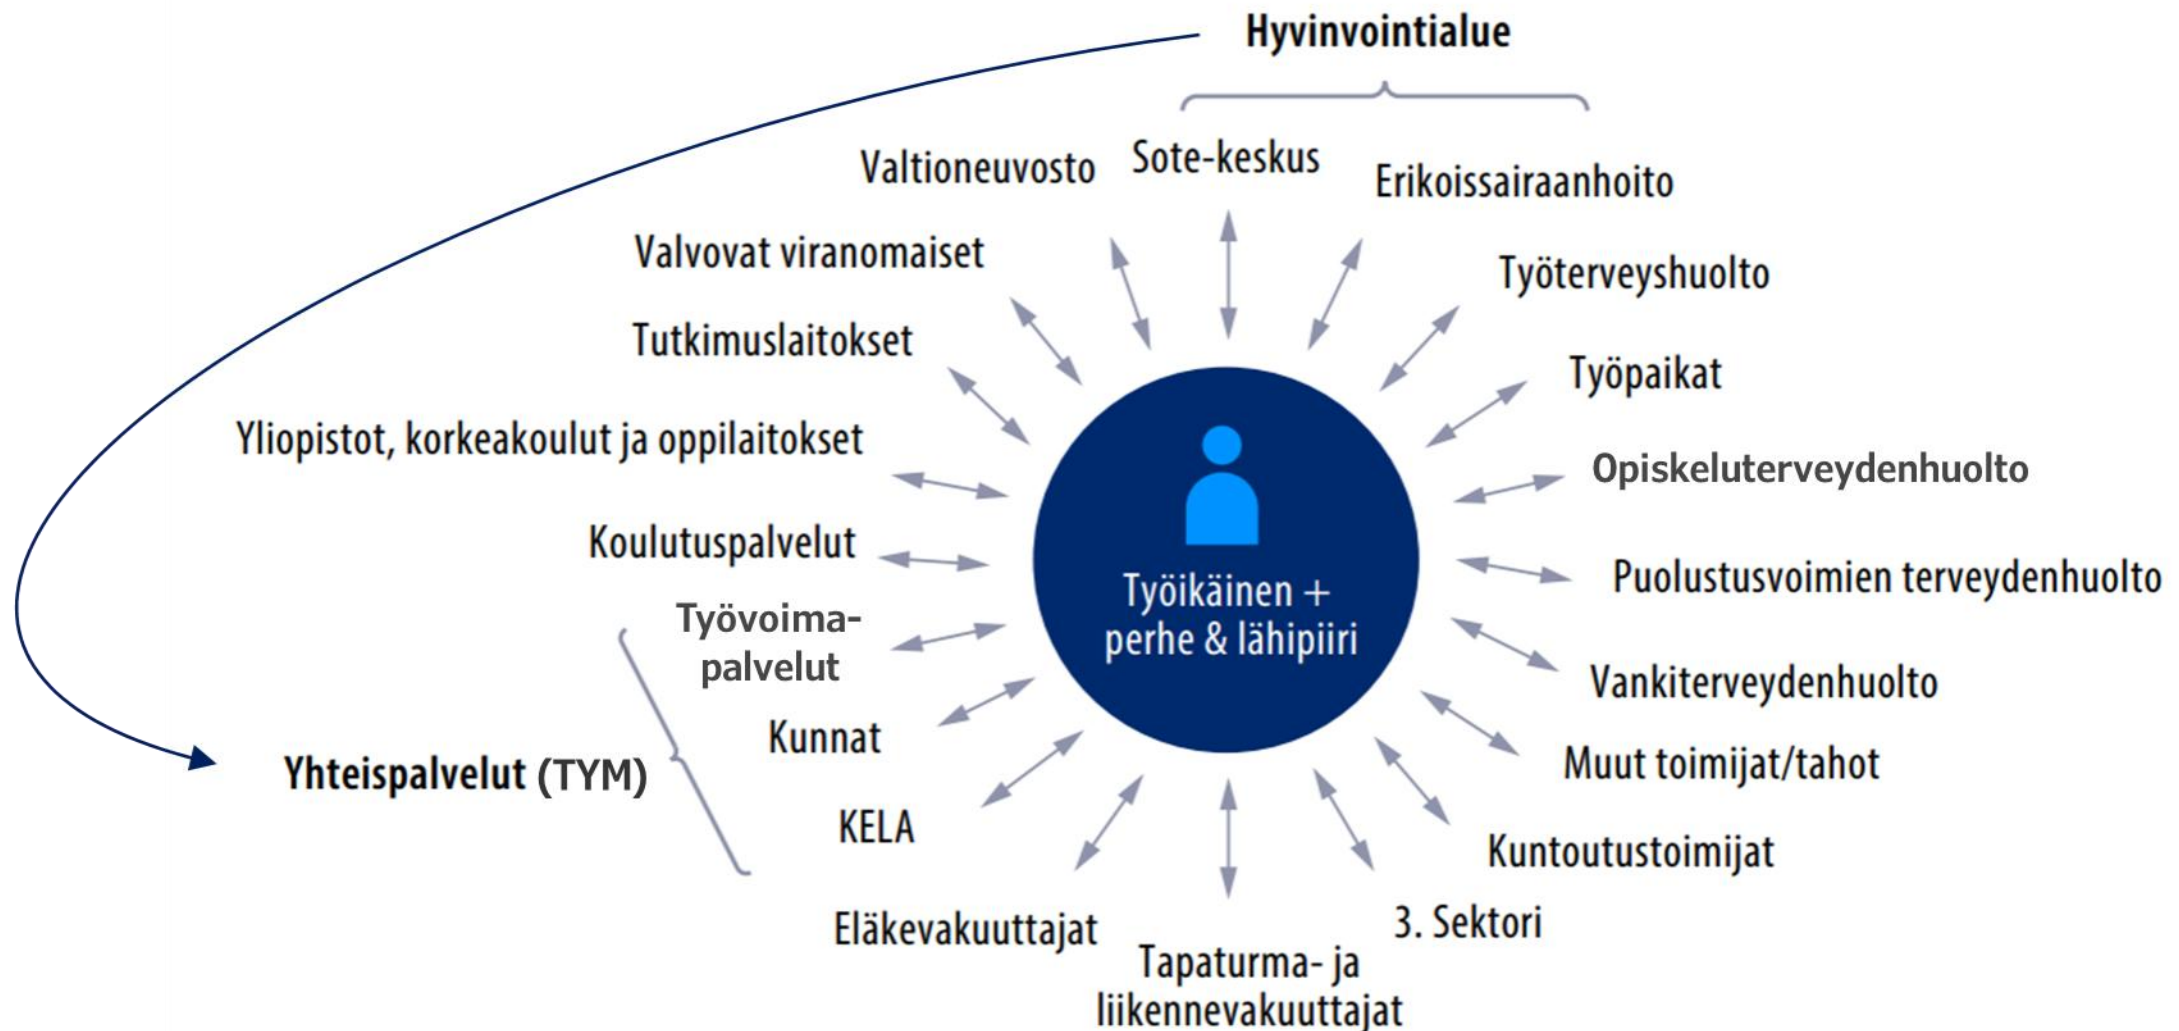 Hyvinvointialue
Sote-keskus
Valtioneuvosto
Erikoissairaanhoito
Valvovat viranomaiset
Työterveyshuolto
Tutkimuslaitokset
Työpaikat
Yliopistot, korkeakoulut ja oppilaitokset
Opiskeluterveydenhuolto
Koulutuspalvelut
Puolustusvoimien terveydenhuolto
Työikäinen +
perhe & lähipiiri
Työvoima-
palvelut
Vankiterveydenhuolto
Kunnat
Muut toimijat/tahot
Yhteispalvelut (TYM)
KELA
Kuntoutustoimijat
Eläkevakuuttajat
3. Sektori
Tapaturma- ja
liikennevakuuttajat